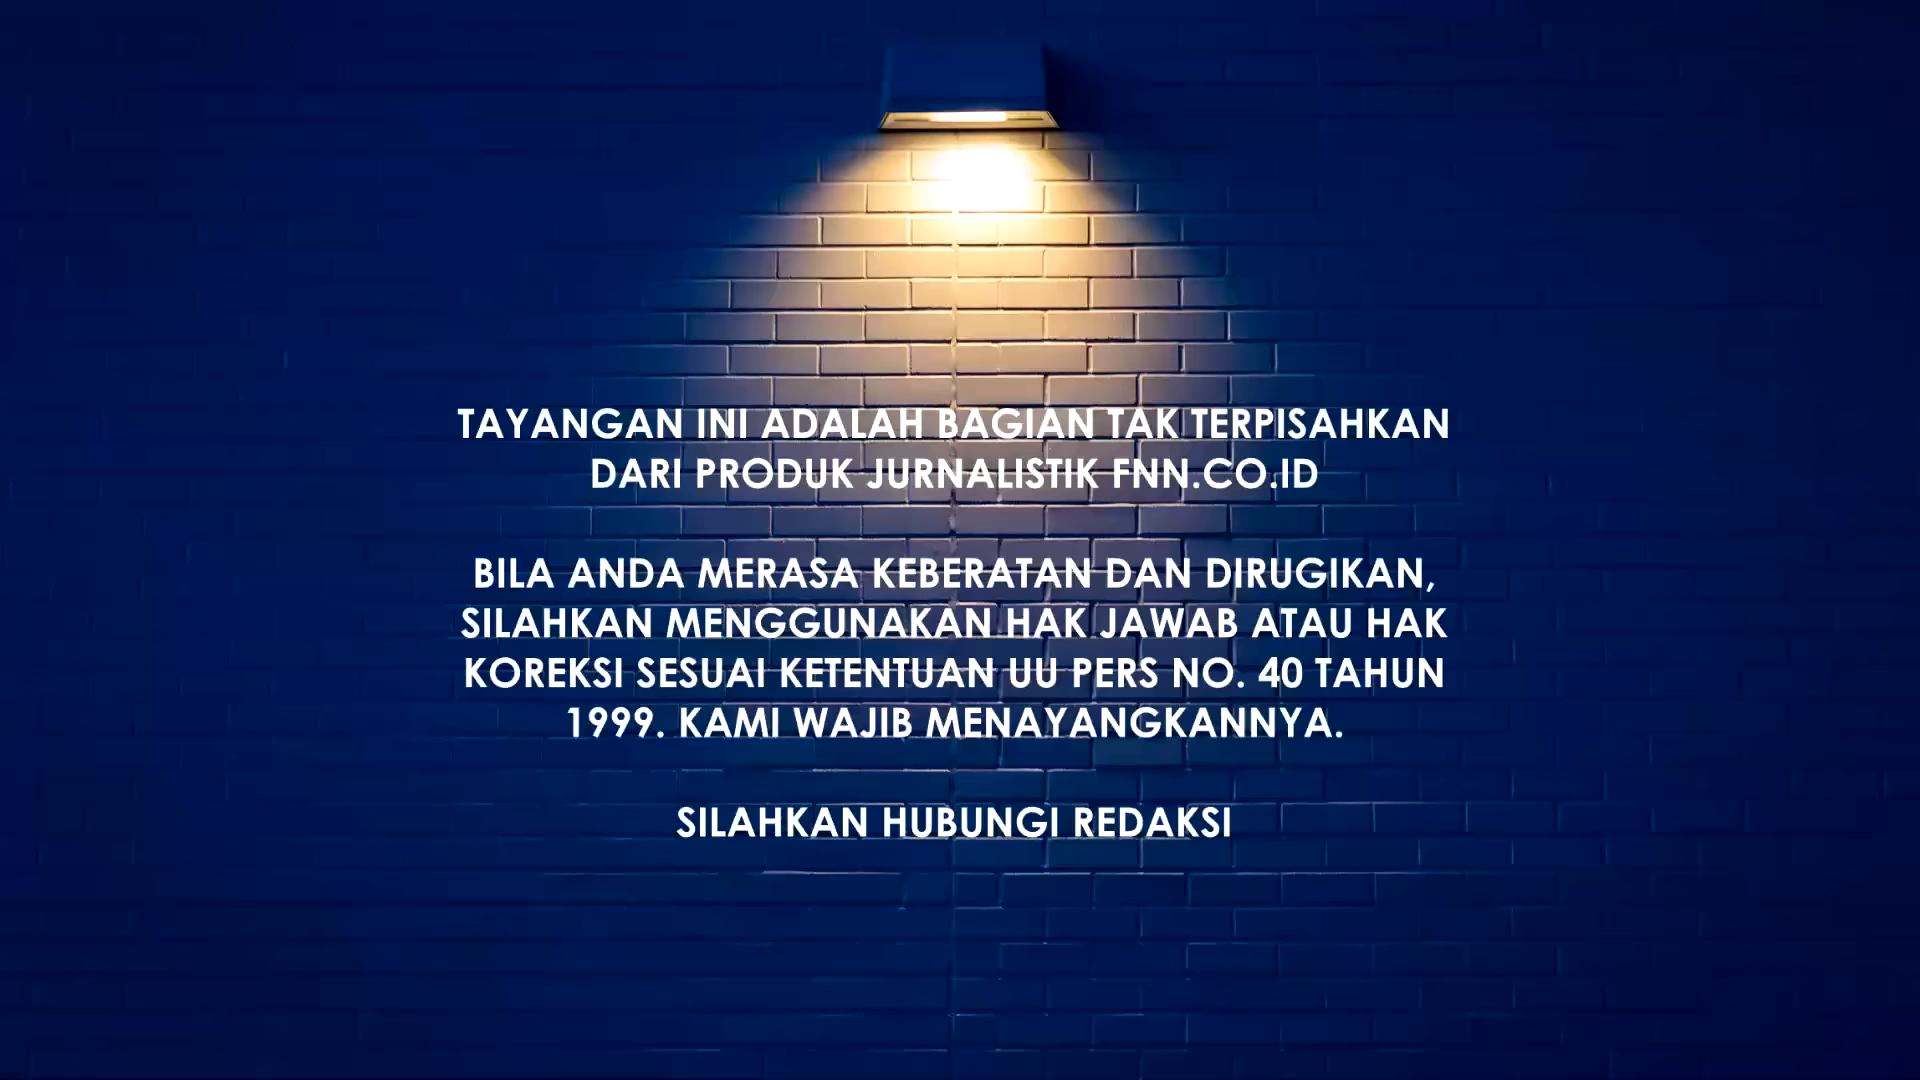 TAYANGAN INI ADALAH BAGIAN TAK TERPISAHKAN
DARI PRODUK JURNALISTIK FNN.CO.ID
BILA ANDA MERASA KEBERATAN DAN DIRUGIKAN,
SILAHKAN MENGGUNAKAN HAK JAWAB ATAU HAK
KOREKSI SESUAI KETENTUAN UU PERS NO. 40 TAHUN
1999. KAMI WAJIB MENAYANGKANNYA.
SILAHKAN HUBUNGI REDAKSI